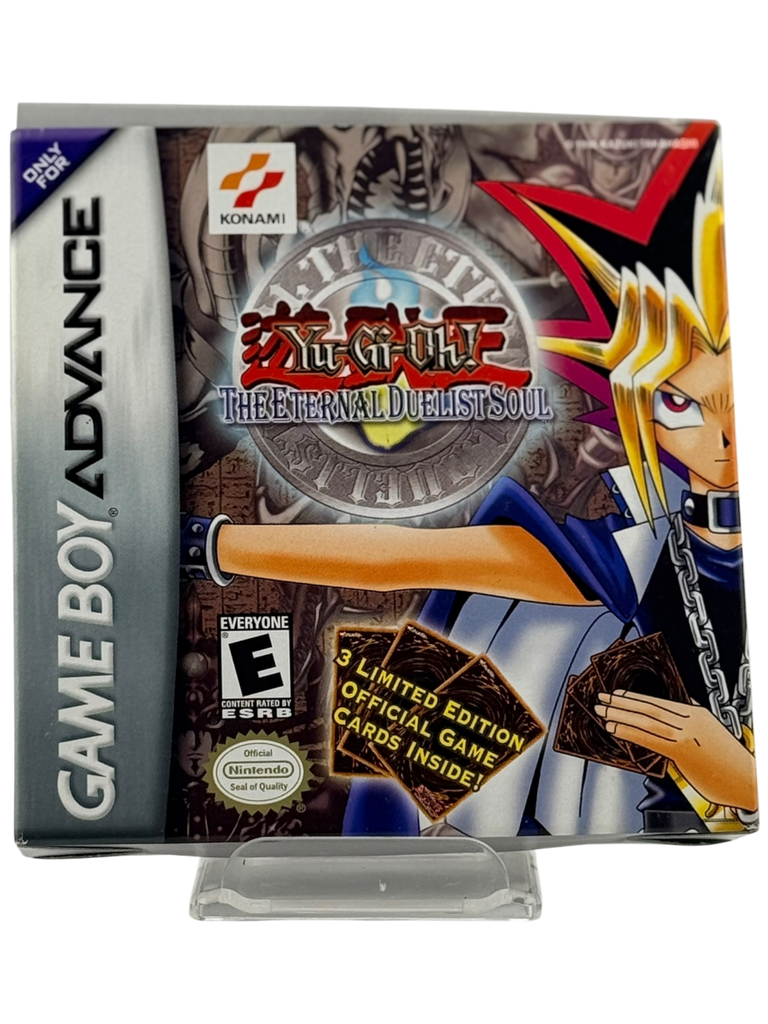 ONLY
FOR
GAME BOY ADVANCE
KONAMI
遊☆戯☆王
Yu-Gi-Oh!
THE ETERNAL DUELIST SOUL
EVERYONE
E
CONTENT RATED BY
ESRB
Official
Nintendo
Seal of Quality
3 LIMITED EDITION
OFFICIAL GAME
CARDS INSIDE!